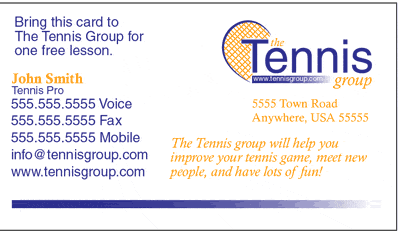 Bring this card to
The Tennis Group for
one free lesson.
John Smith
Tennis Pro
555.555.5555 Voice
555.555.5555 Fax
555.555.5555 Mobile
info@tennisgroup.com
www.tennisgroup.com
the
Tennis
www.tennisgroup.com
group
5555 Town Road
Anywhere, USA 55555
The Tennis group will help you
improve your tennis game, meet new
people, and have lots of fun!